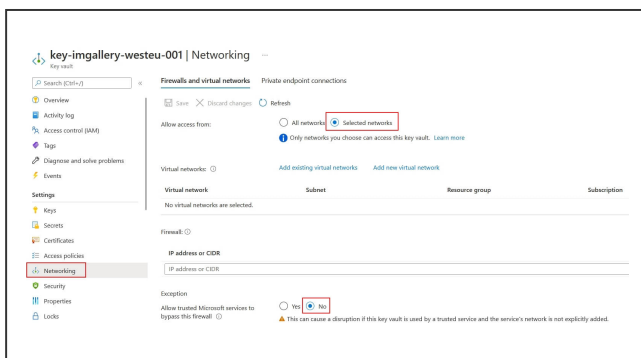 key-imgallery-westeu-001 | Networking ...
Key vault
Search (Ctrl+/)
«
Overview
Activity log
Access control (IAM)
Tags
Diagnose and solve problems
Events
Settings
Keys
Secrets
Certificates
Access policies
Networking
Security
Properties
Locks
Firewalls and virtual networks Private endpoint connections
Save Discard changes Refresh
Allow access from: All networks Selected networks
Only networks you choose can access this key vault. Learn more
Virtual networks: Add existing virtual networks Add new virtual network
Virtual network Subnet Resource group Subscription
No virtual networks are selected.
Firewall:
IP address or CIDR
IP address or CIDR
Exception
Allow trusted Microsoft services to Yes No
bypass this firewall
This can cause a disruption if this key vault is used by a trusted service and the service's network is not explicitly added.